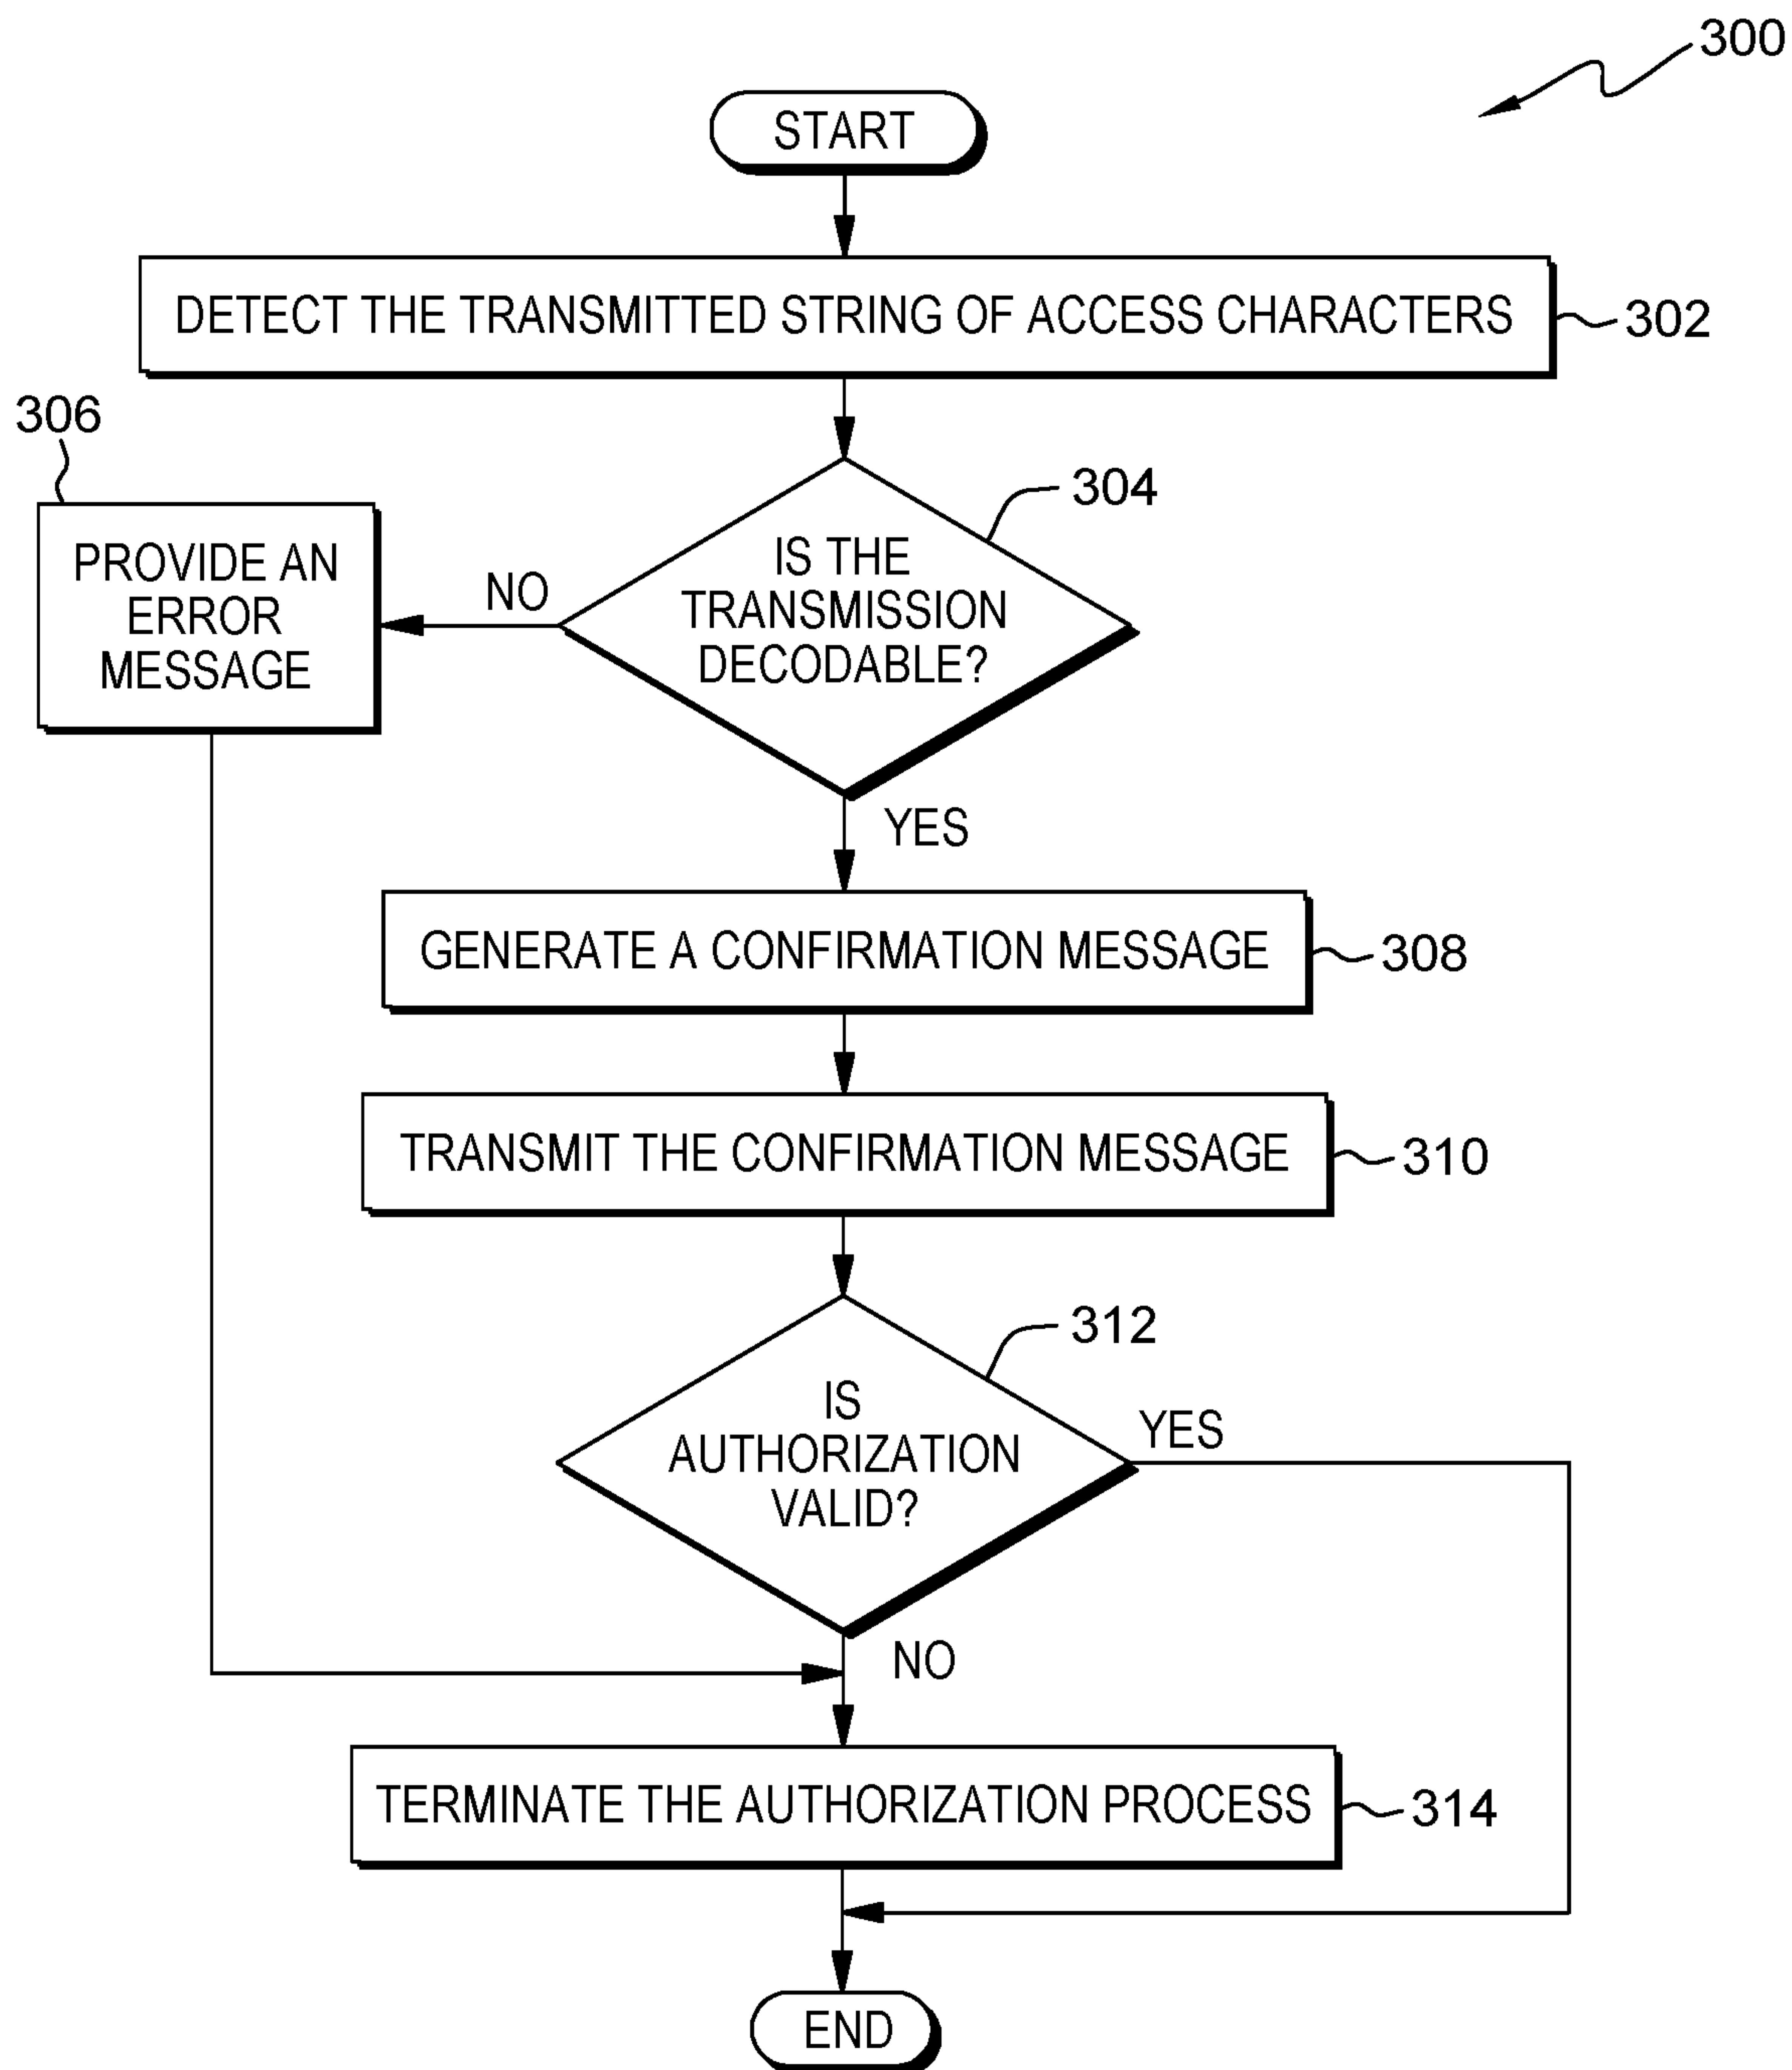 300
START
DETECT THE TRANSMITTED STRING OF ACCESS CHARACTERS
302
306
304
PROVIDE AN
ERROR
MESSAGE
NO
IS THE
TRANSMISSION
DECODABLE?
YES
GENERATE A CONFIRMATION MESSAGE
308
TRANSMIT THE CONFIRMATION MESSAGE
310
312
IS
AUTHORIZATION
VALID?
YES
NO
TERMINATE THE AUTHORIZATION PROCESS
314
END